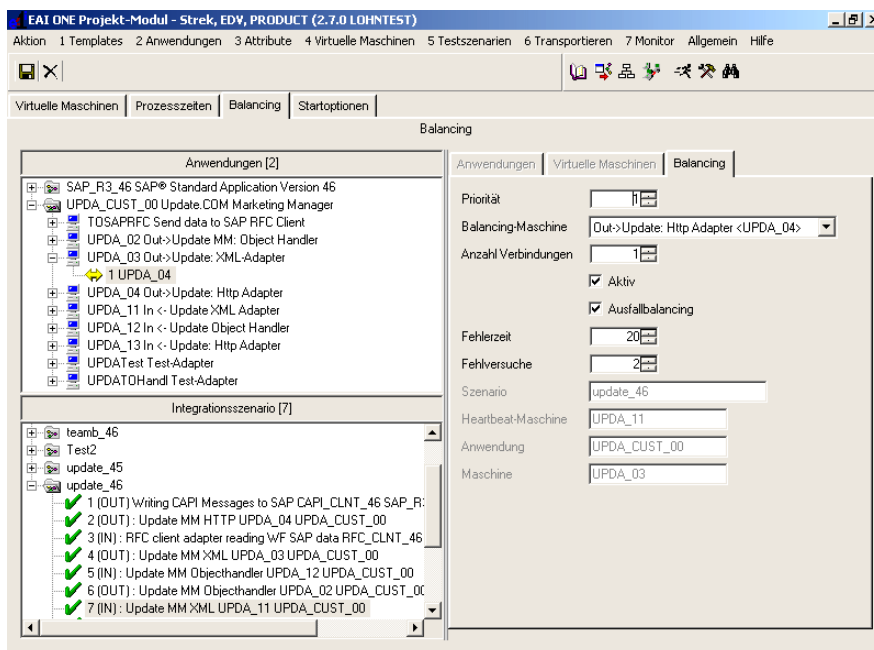 EAI ONE Projekt-Modul - Strek, EDV, PRODUCT (2.7.0 LOHNTEST)
Aktion 1 Templates 2 Anwendungen 3 Attribute 4 Virtuelle Maschinen 5 Testszenarien 6 Transportieren 7 Monitor Allgemein Hilfe
Virtuelle Maschinen Prozesszeiten Balancing Startoptionen
Balancing
Anwendungen [2]
SAP_R3_46 SAP® Standard Application Version 46
UPDA_CUST_00 Update.COM Marketing Manager
TOSAPRFC Send data to SAP RFC Client
UPDA_02 Out->Update MM: Object Handler
UPDA_03 Out->Update: XML-Adapter
1 UPDA_04
UPDA_04 Out->Update: Http Adapter
UPDA_11 In <- Update XML Adapter
UPDA_12 In <- Update Object Handler
UPDA_13 In <- Update: Http Adapter
UPDATest Test-Adapter
UPDATOHandl Test-Adapter
Integrationsszenario [7]
teamb_46
Test2
update_45
update_46
1 (OUT) Writing CAPI Messages to SAP CAPI_CLNT_46 SAP_R
2 (OUT) : Update MM HTTP UPDA_04 UPDA_CUST_00
3 (IN) : RFC client adapter reading WF SAP data RFC_CLNT_46
4 (OUT) : Update MM XML UPDA_03 UPDA_CUST_00
5 (IN) : Update MM Objecthandler UPDA_12 UPDA_CUST_00
6 (OUT) : Update MM Objecthandler UPDA_02 UPDA_CUST_00
7 (IN) : Update MM XML UPDA_11 UPDA_CUST_00
Anwendungen Virtuelle Maschinen Balancing
Priorität 1
Balancing-Maschine Out->Update: Http Adapter <UPDA_04>
Anzahl Verbindungen 1
Aktiv
Ausfallbalancing
Fehlerzeit 20
Fehlversuche 2
Szenario update_46
Heartbeat-Maschine UPDA_11
Anwendung UPDA_CUST_00
Maschine UPDA_03